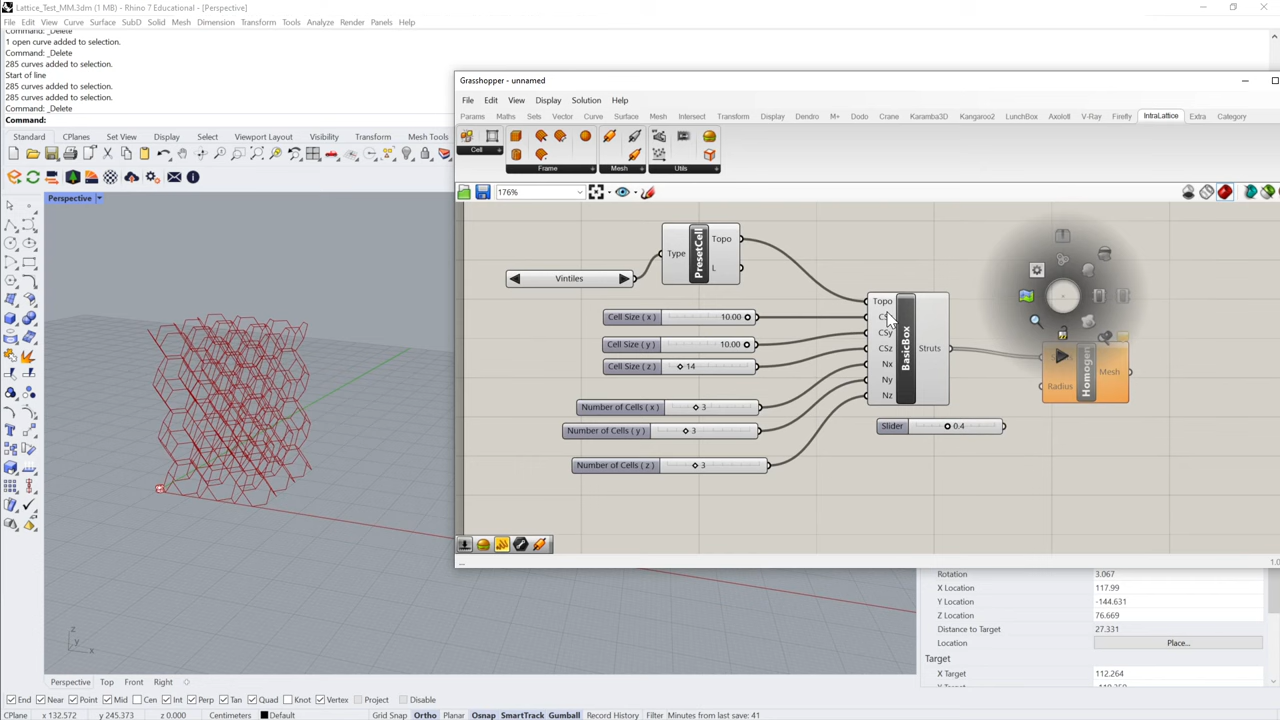 Lattice_Test_MM.3dm (1 MB) - Rhino 7 Educational - [Perspective]
File Edit View Curve Surface SubD Solid Mesh Dimension Transform Tools Analyze Render Panels Help
Command: _Delete
1 open curve added to selection.
Command: _Delete
285 curves added to selection.
Start of line
286 curves added to selection.
285 curves added to selection.
Command: _Delete
Command:
Standard CPlanes Set View Display Select Viewport Layout Visibility Transform Mesh Tools
Perspective
Grasshopper - unnamed
File Edit View Display Solution Help
Params Maths Sets Vector Curve Surface Mesh Intersect Transform Display Dendro M+ Dodo Crane Karamba3D Kangaroo2 LunchBox Axolotl V-Ray Firefly IntraLattice Extra Category
Cell Frame Mesh Utils
176%
Type PresetCell Topo
L
Vintiles
Cell Size ( x ) 10.00
Cell Size ( y ) 10.00
Cell Size ( z ) 14
Number of Cells ( x ) 3
Number of Cells ( y ) 3
Number of Cells ( z ) 3
Topo
CSy
CSz
Nx
Ny
Nz
BasicBox
Struts
Slider 0.4
Radius Homogen Mesh
Rotation 3.067
X Location 117.99
Y Location -144.631
Z Location 76.669
Distance to Target 27.331
Location Place...
Target
X Target 112.264
z
y
x
Perspective Top Front Right
End Near Point Mid Cen Int Perp Tan Quad Knot Vertex Project Disable
CPlane x 132.572 y 245.373 z 0.000 Centimeters Default Grid Snap Ortho Planar Osnap SmartTrack Gumball Record History Filter Minutes from last save: 41